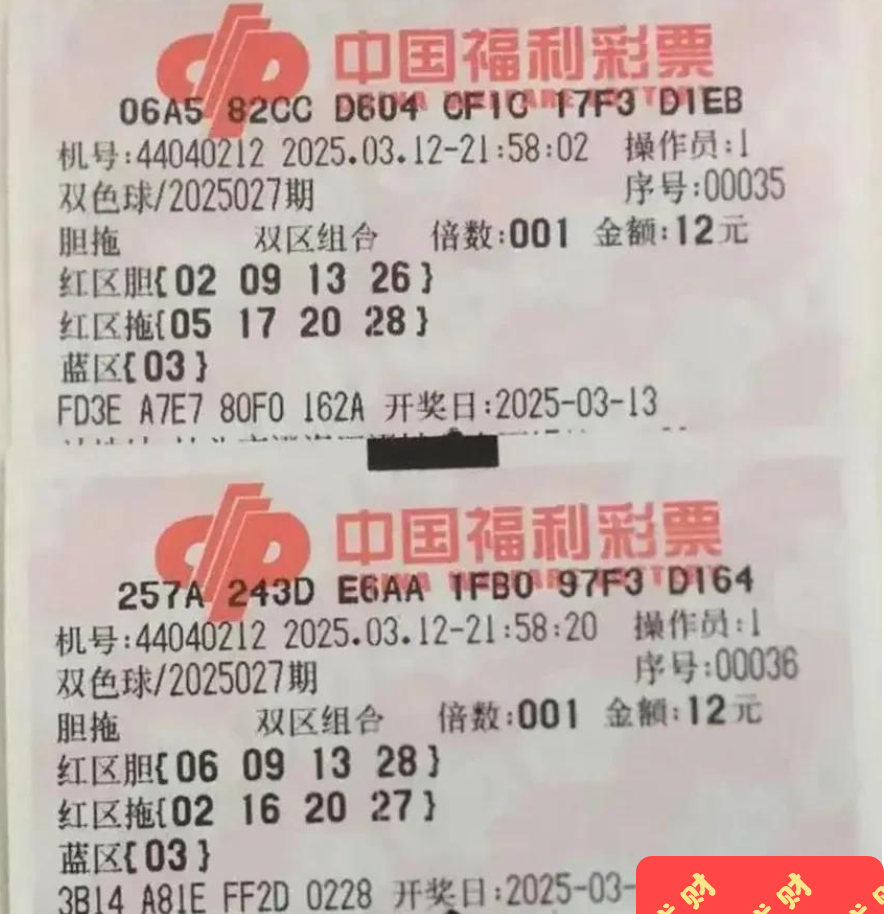 中国福利彩票
06A5 82CC D604 CF1C 17F3 D1EB
机号:44040212 2025.03.12-21:58:02 操作员:1
双色球/2025027期 序号:00035
胆拖 双区组合 倍数:001 金额:12元
红区胆{02 09 13 26}
红区拖{05 17 20 28}
蓝区{03}
FD3E A7E7 80F0 162A 开奖日:2025-03-13
中国福利彩票
257A 243D E6AA 1FB0 97F3 D164
机号:44040212 2025.03.12-21:58:20 操作员:1
双色球/2025027期 序号:00036
胆拖 双区组合 倍数:001 金额:12元
红区胆{06 09 13 28}
红区拖{02 16 20 27}
蓝区{03}
3B14 A81E FF2D 0228 开奖日:2025-03-
财 财